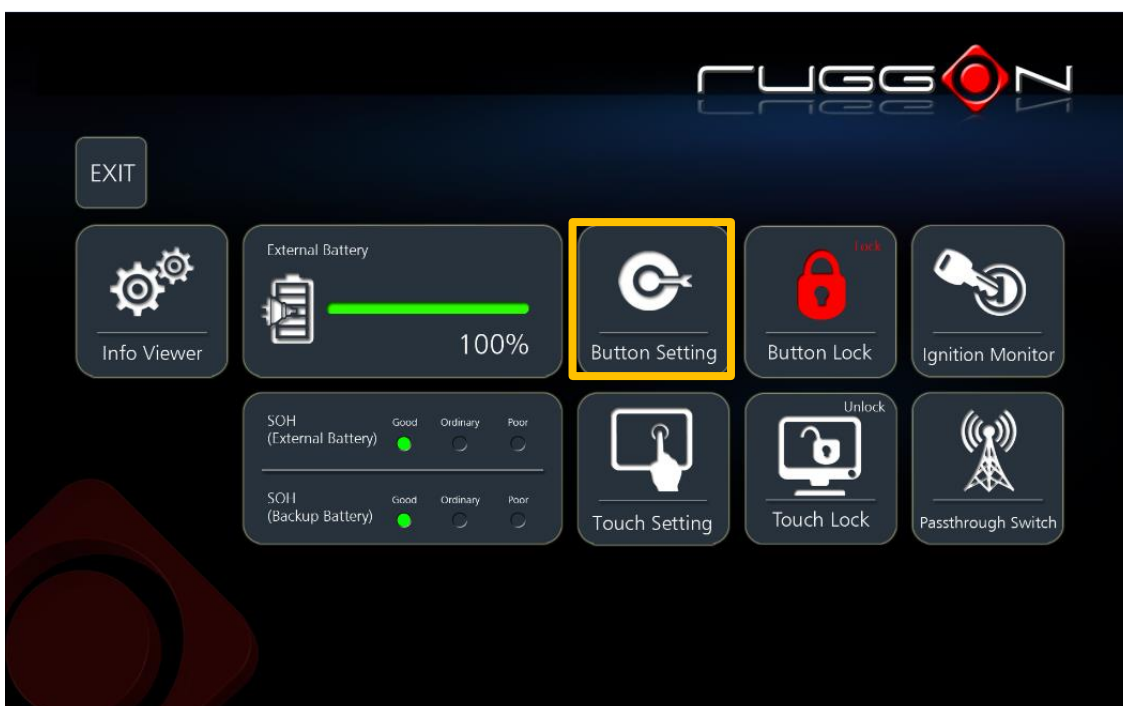 RUGGON
EXIT
Info Viewer
External Battery
100%
Button Setting
Lock
Button Lock
Ignition Monitor
SOH
(External Battery)
Good Ordinary Poor
SOH
(Backup Battery)
Good Ordinary Poor
Touch Setting
Unlock
Touch Lock
Passthrough Switch